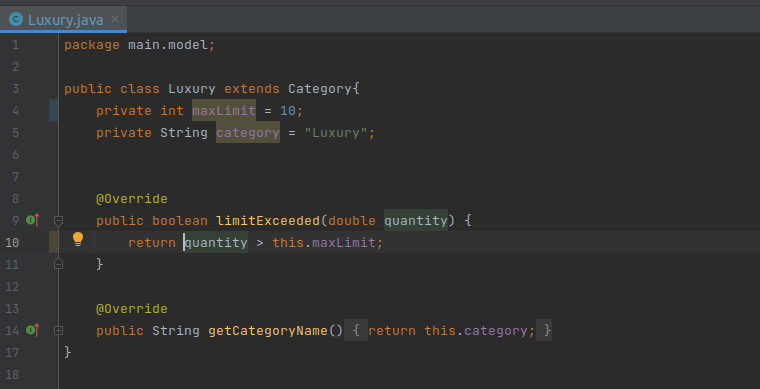 Luxury.java
1 package main.model;
2
3 public class Luxury extends Category{
4 private int maxLimit = 10;
5 private String category = "Luxury";
6
7
8 @Override
9 public boolean limitExceeded(double quantity) {
10 return quantity > this.maxLimit;
11 }
12
13 @Override
14 public String getCategoryName() { return this.category; }
17 }
18